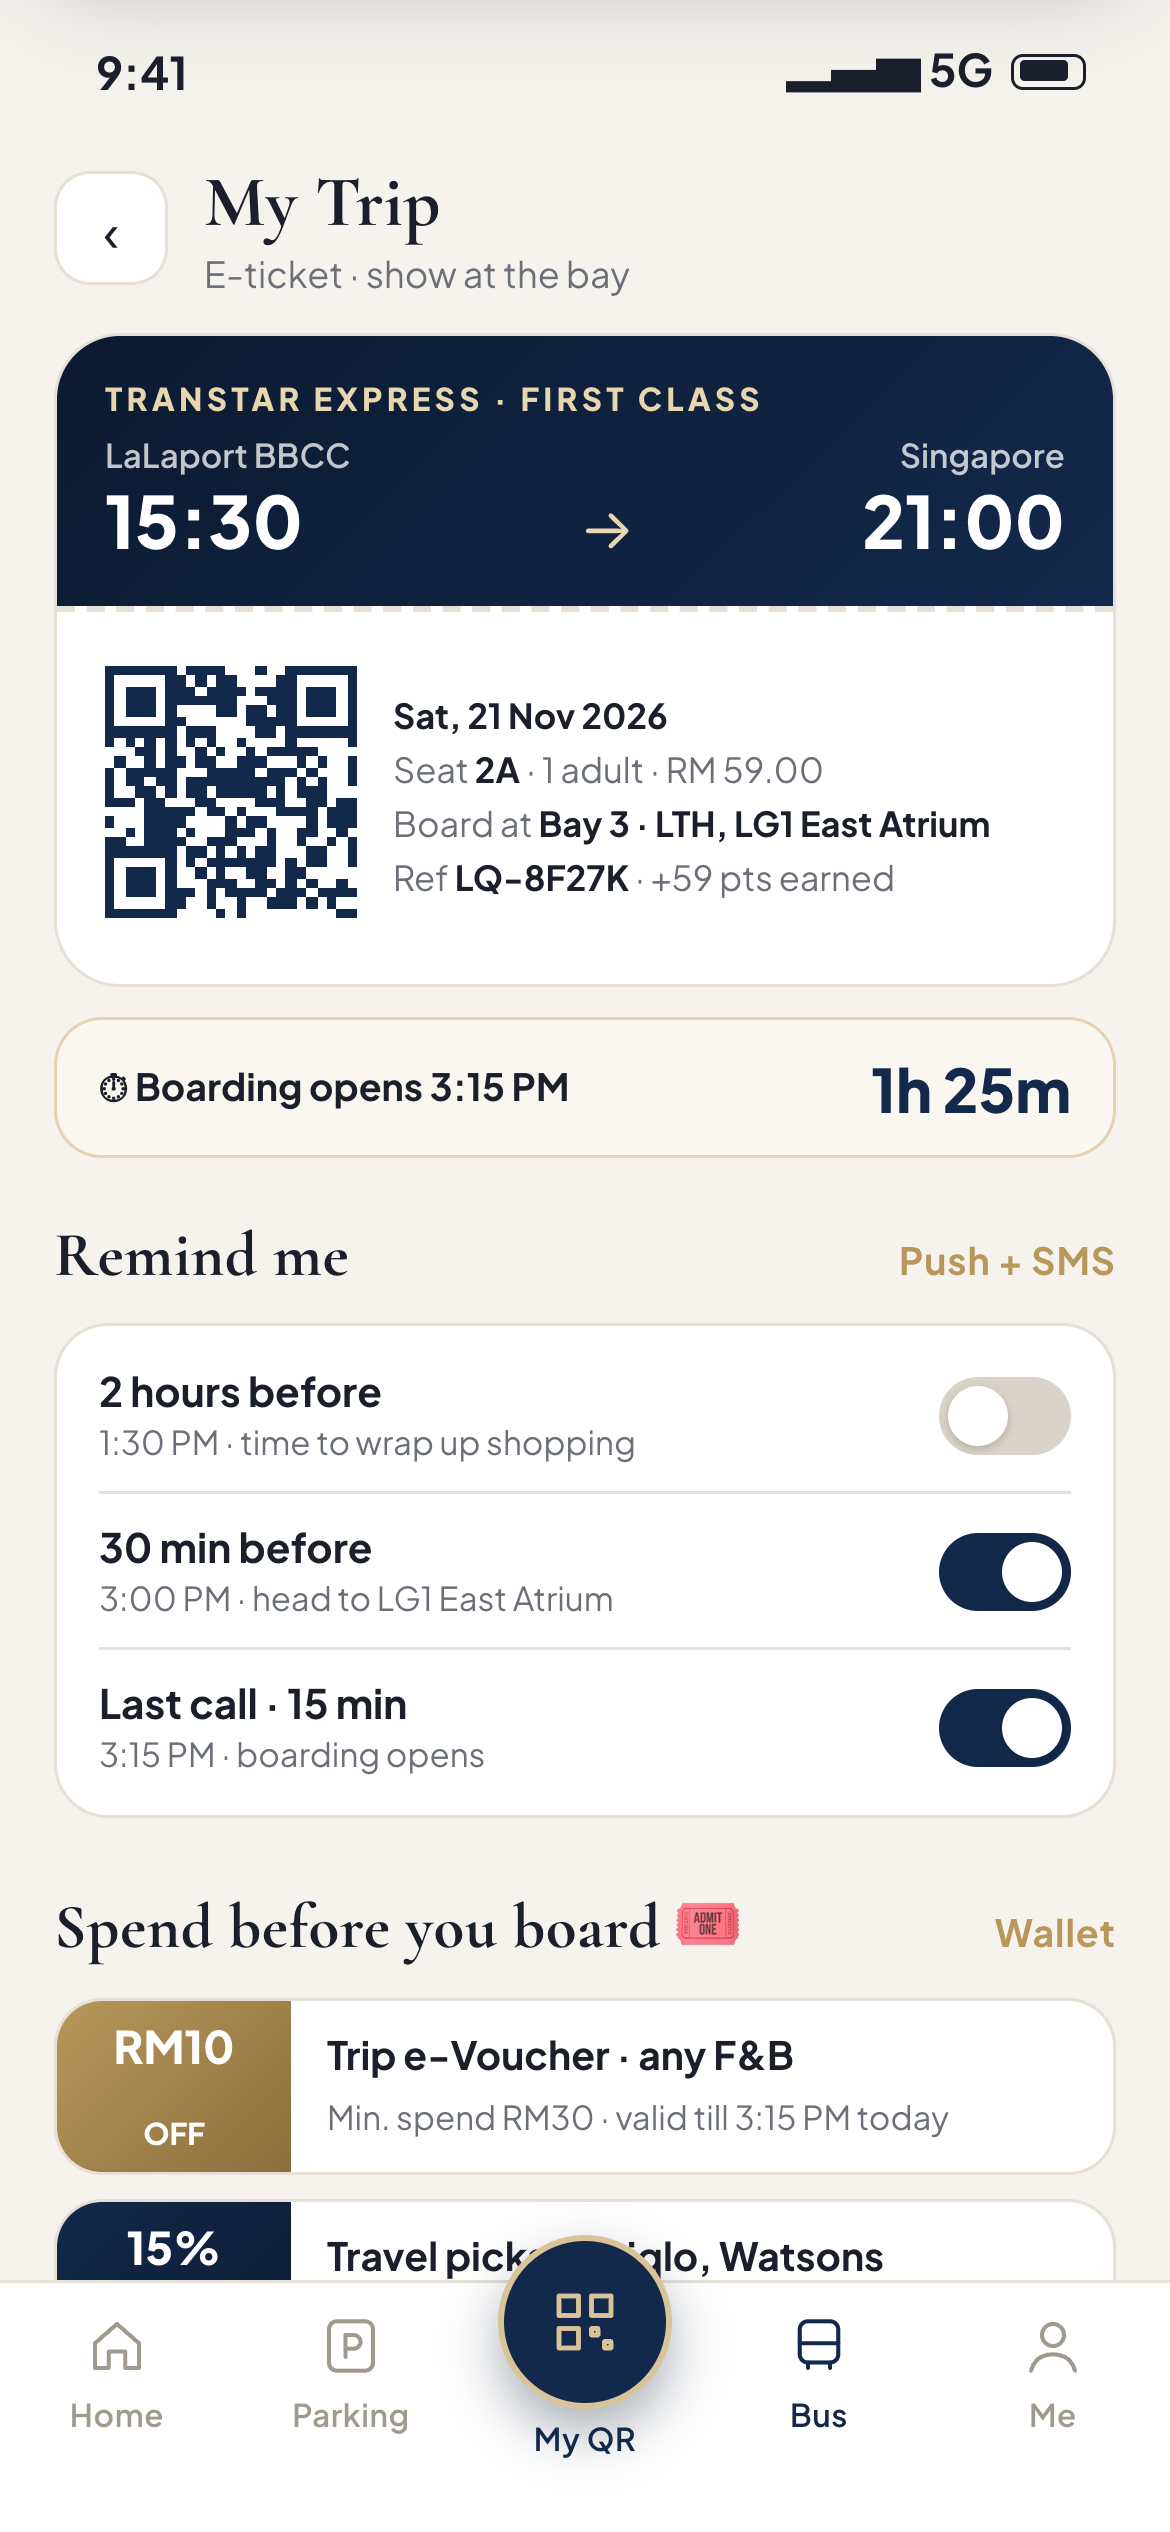 9:41
5G
‹
My Trip
E-ticket · show at the bay
TRANSTAR EXPRESS · FIRST CLASS
LaLaport BBCC
Singapore
15:30
→
21:00
Sat, 21 Nov 2026
Seat 2A · 1 adult · RM 59.00
Board at Bay 3 · LTH, LG1 East Atrium
Ref LQ-8F27K · +59 pts earned
⏱ Boarding opens 3:15 PM
1h 25m
Remind me
Push + SMS
2 hours before
1:30 PM · time to wrap up shopping
30 min before
3:00 PM · head to LG1 East Atrium
Last call · 15 min
3:15 PM · boarding opens
Spend before you board 🎟️
ADMIT ONE
Wallet
RM10
OFF
Trip e-Voucher · any F&B
Min. spend RM30 · valid till 3:15 PM today
15%
Travel Watsons
Home
P
Parking
My QR
Bus
Me